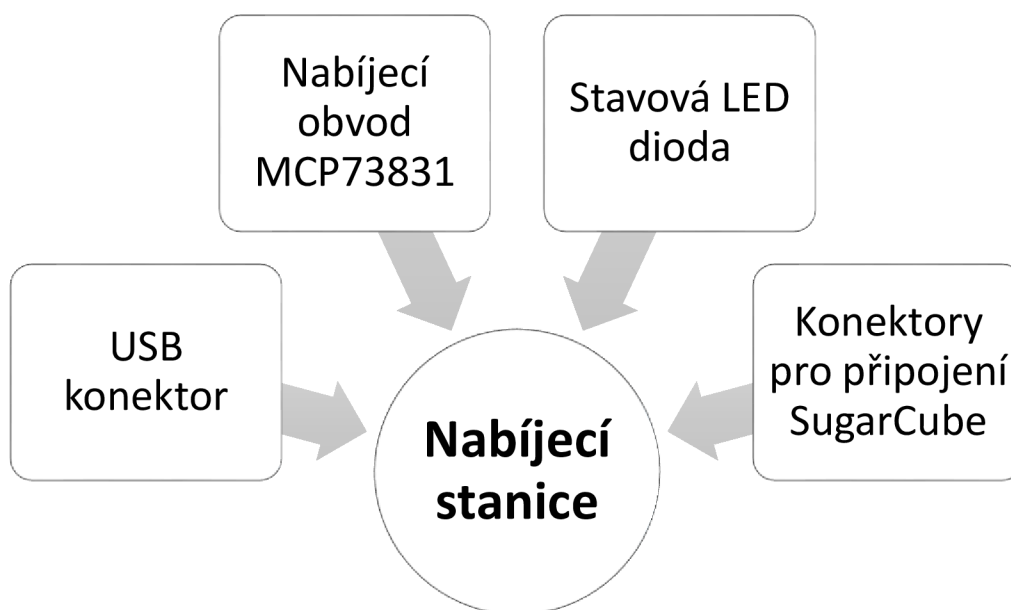 Nabíjecí
obvod
MCP73831
Stavová LED
dioda
USB
konektor
Konektory
pro připojení
SugarCube
Nabíjecí
stanice